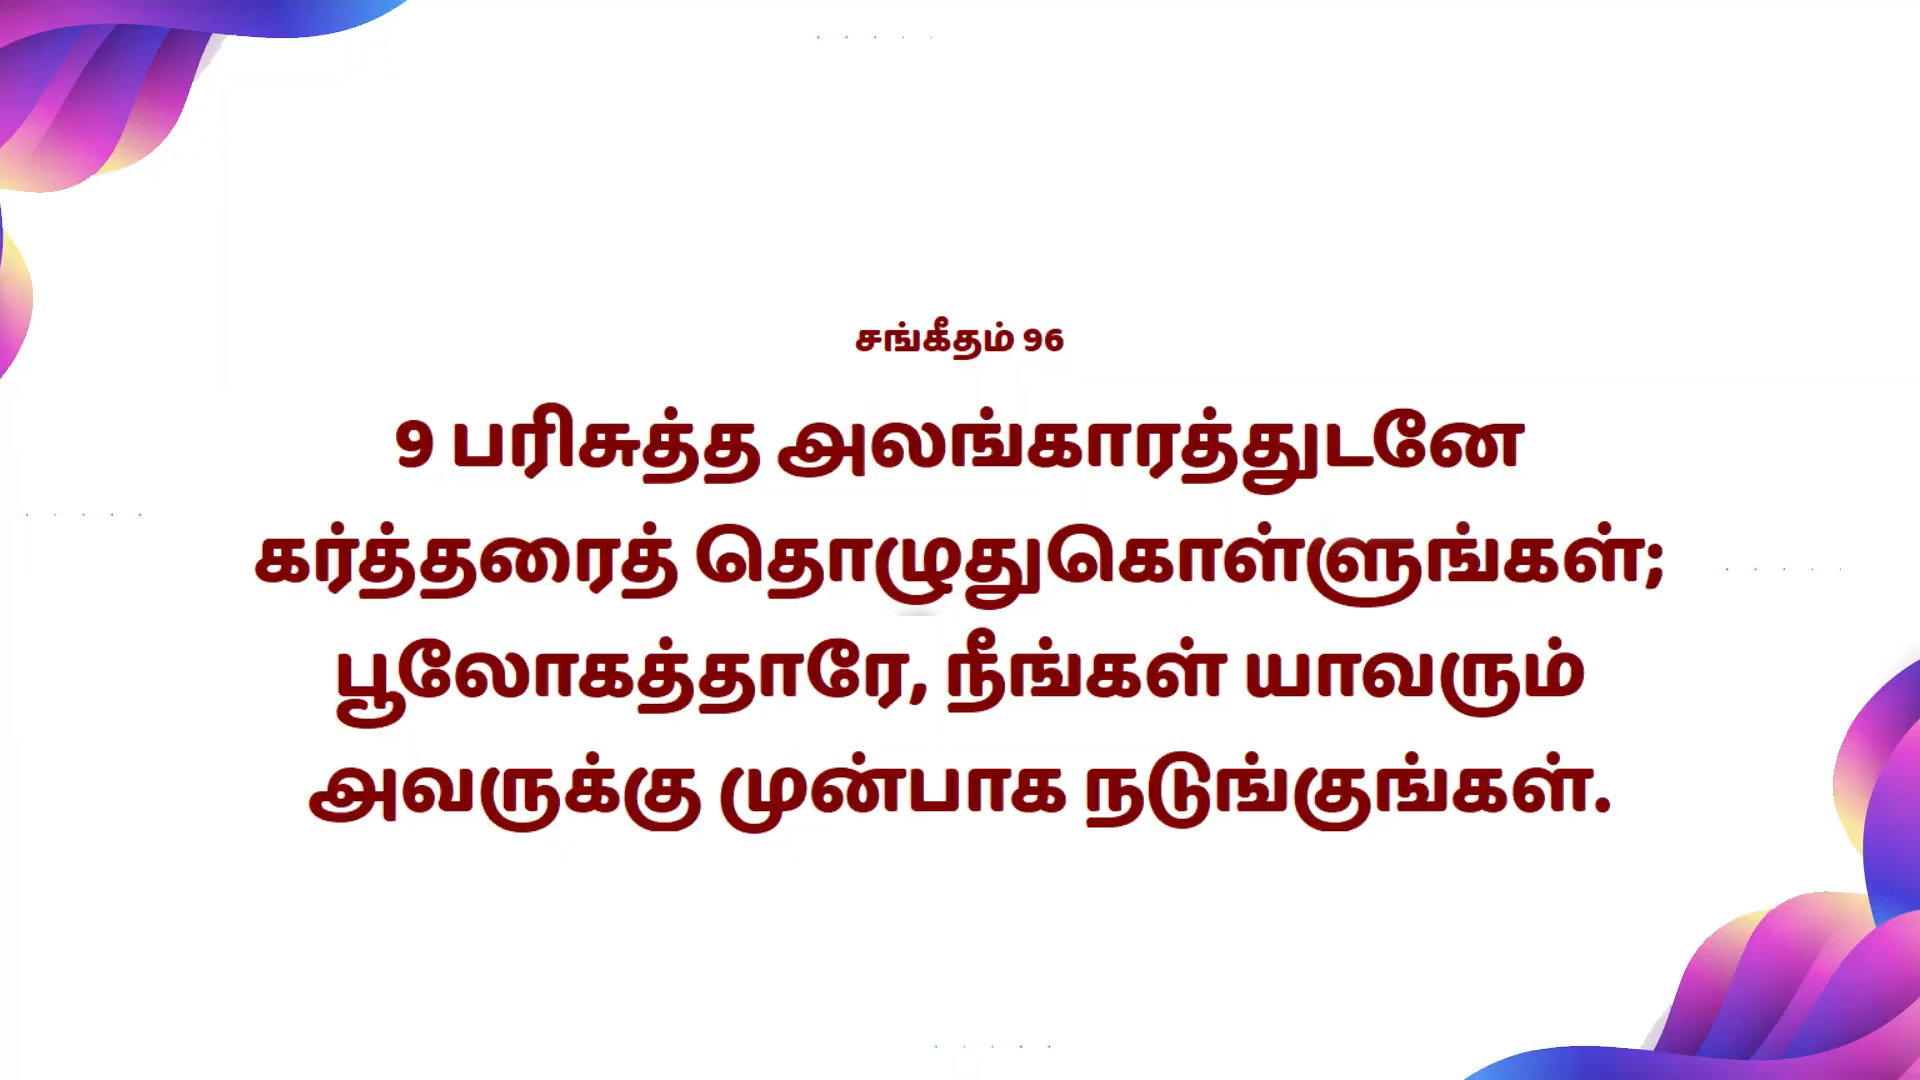 சங்கீதம் 96
9 பரிசுத்த அலங்காரத்துடனே
கர்த்தரைத் தொழுதுகொள்ளுங்கள்;
பூலோகத்தாரே, நீங்கள் யாவரும்
அவருக்கு முன்பாக நடுங்குங்கள்.